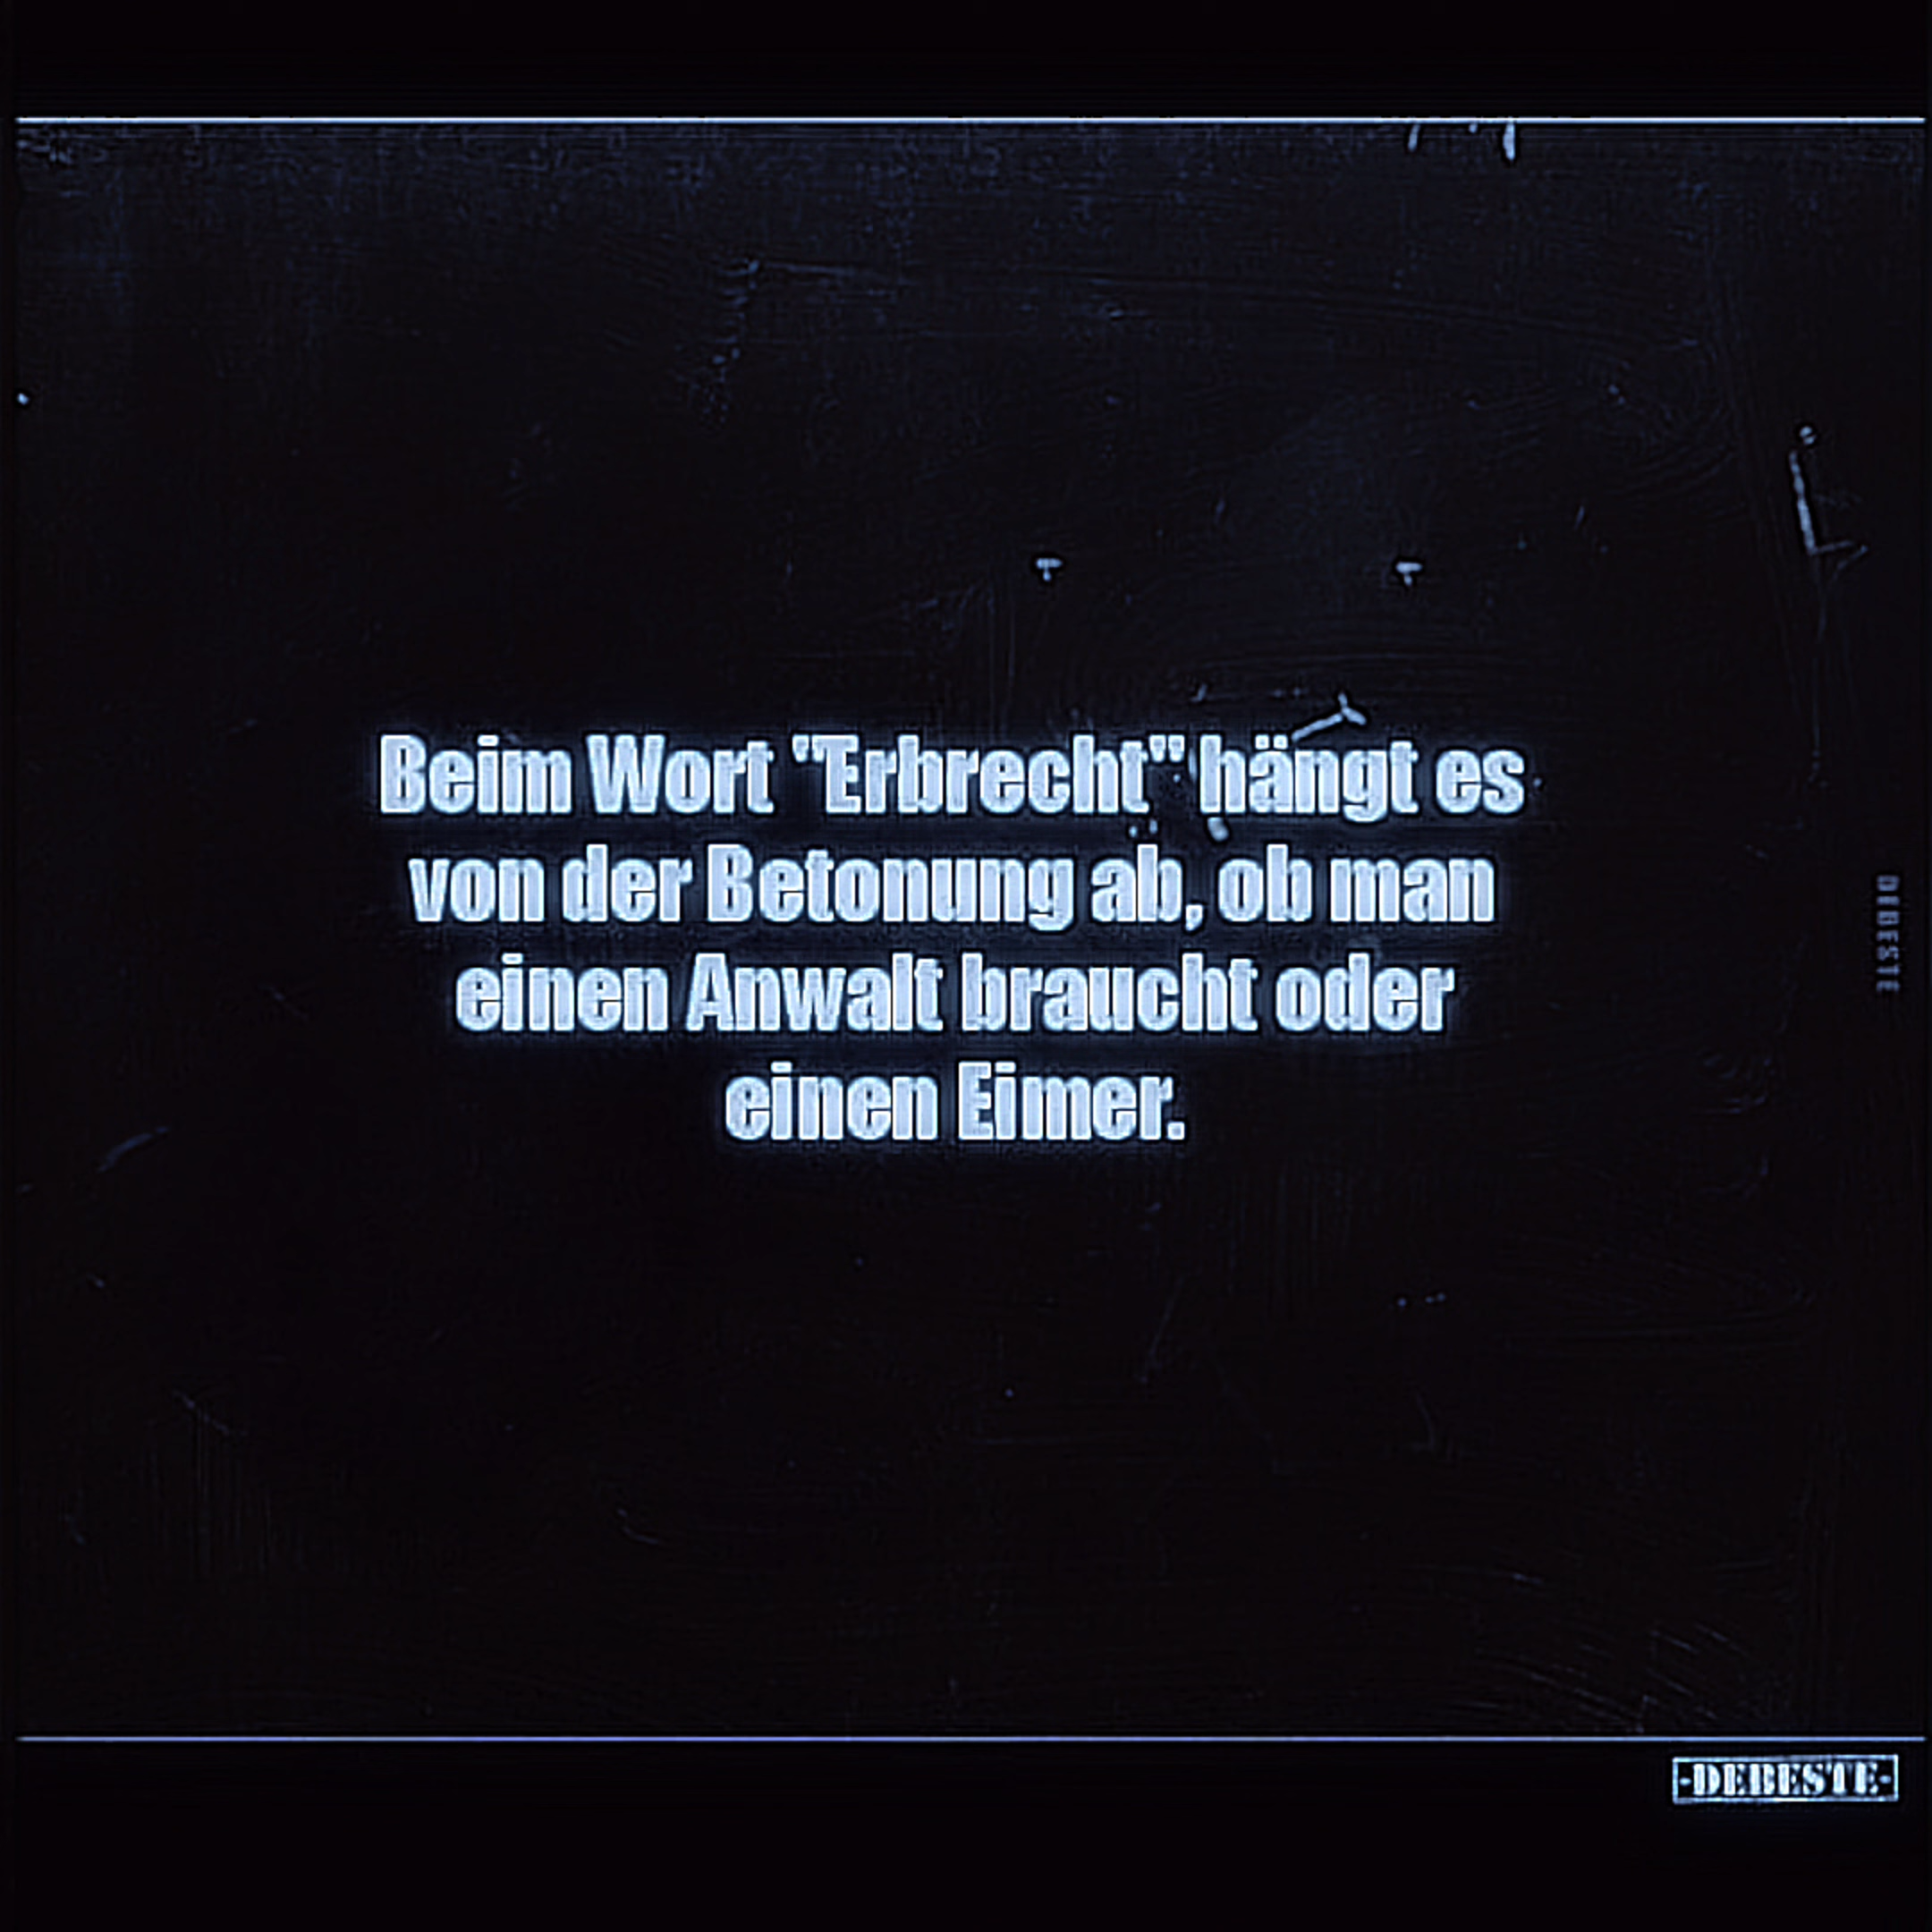 Beim Wort "Erbrecht" hängt es
von der Betonung ab, ob man
einen Anwalt braucht oder
einen Eimer.
DEBESTE
-DEBESTE-